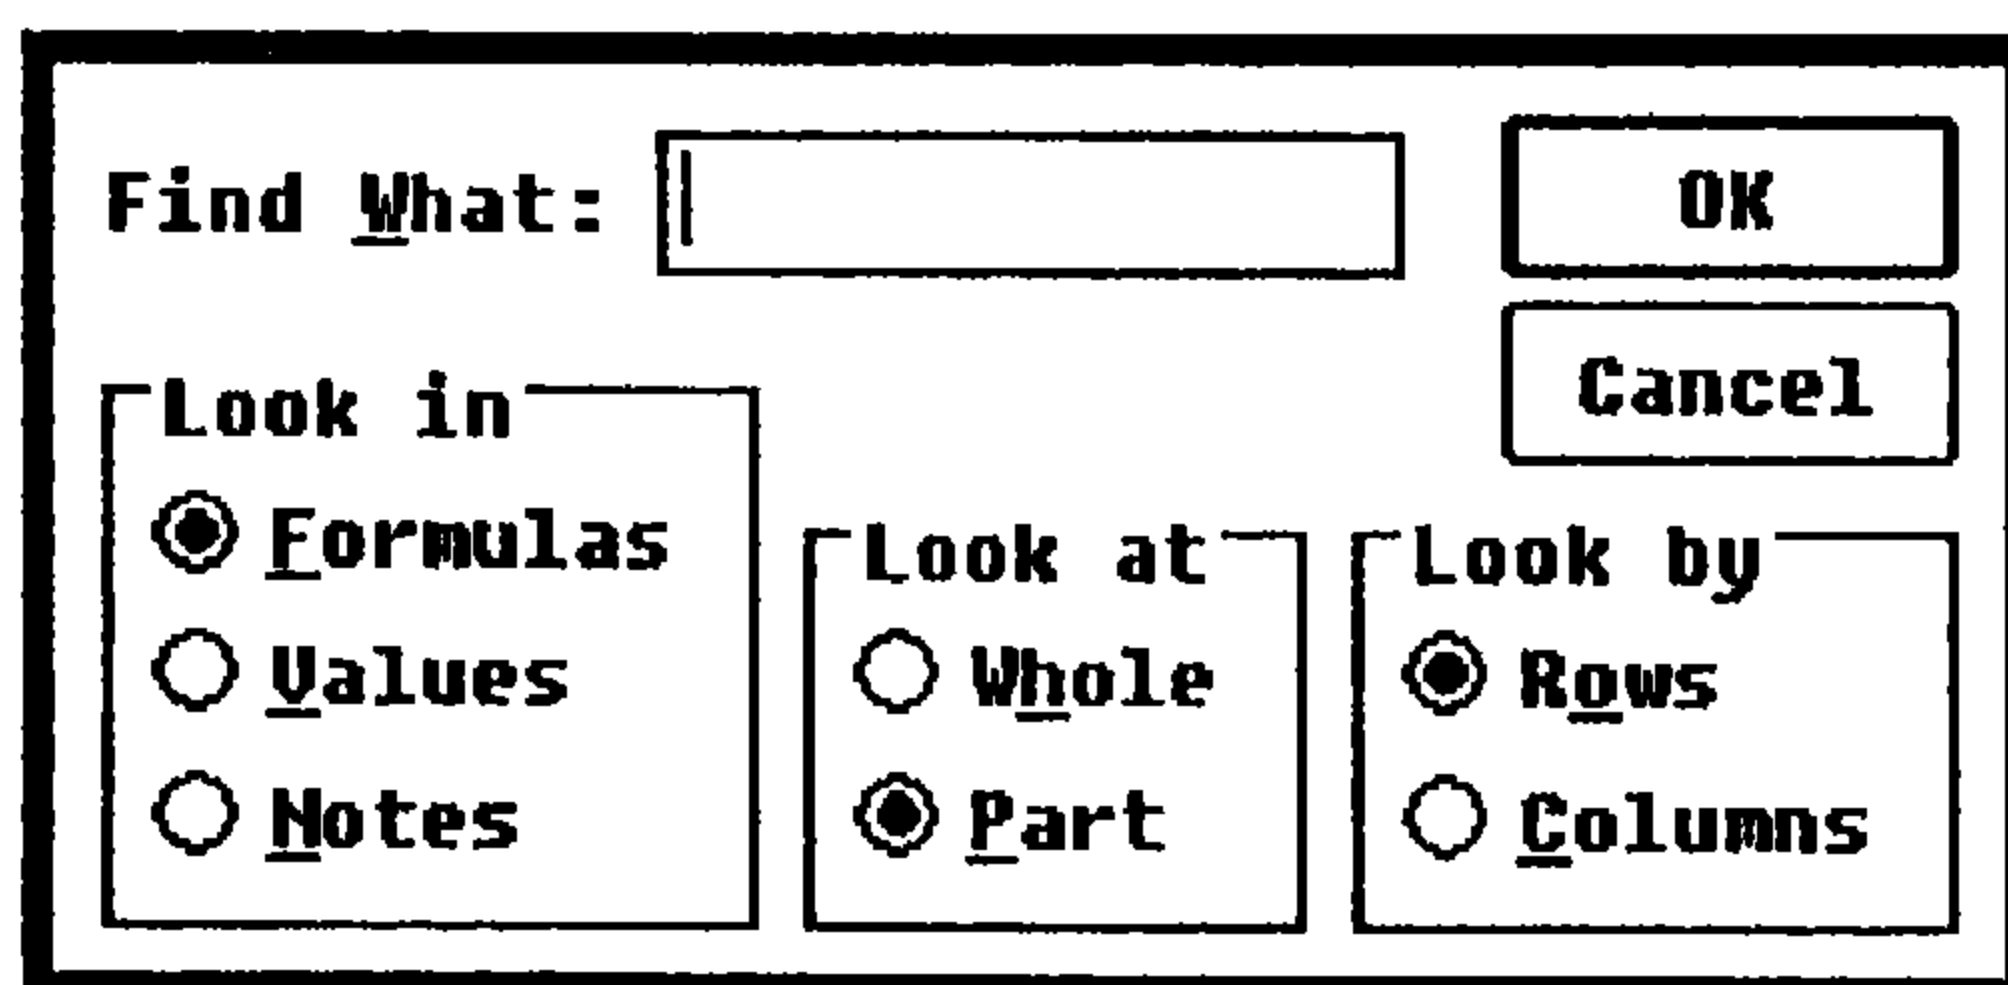 Find What:
OK
Cancel
Look in
Formulas
Values
Notes
Look at
Whole
Part
Look by
Rows
Columns